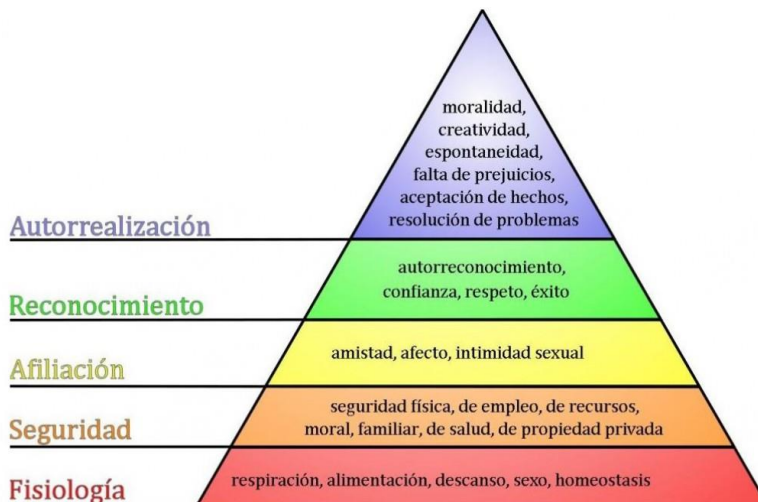 moralidad,
creatividad,
espontaneidad,
falta de prejuicios,
aceptación de hechos,
resolución de problemas
Autorrealización
autorreconocimiento,
confianza, respeto, éxito
Reconocimiento
amistad, afecto, intimidad sexual
Afiliación
seguridad física, de empleo, de recursos,
moral, familiar, de salud, de propiedad privada
Seguridad
respiración, alimentación, descanso, sexo, homeostasis
Fisiología